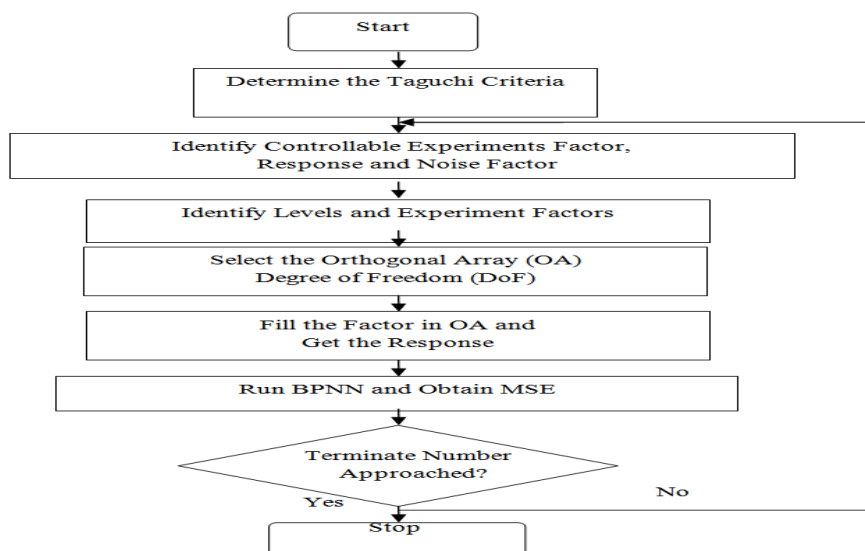 Start
Determine the Taguchi Criteria
Identify Controllable Experiments Factor,
Response and Noise Factor
Identify Levels and Experiment Factors
Select the Orthogonal Array (OA)
Degree of Freedom (DoF)
Fill the Factor in OA and
Get the Response
Run BPNN and Obtain MSE
Terminate Number
Approached?
No
Yes
Stop